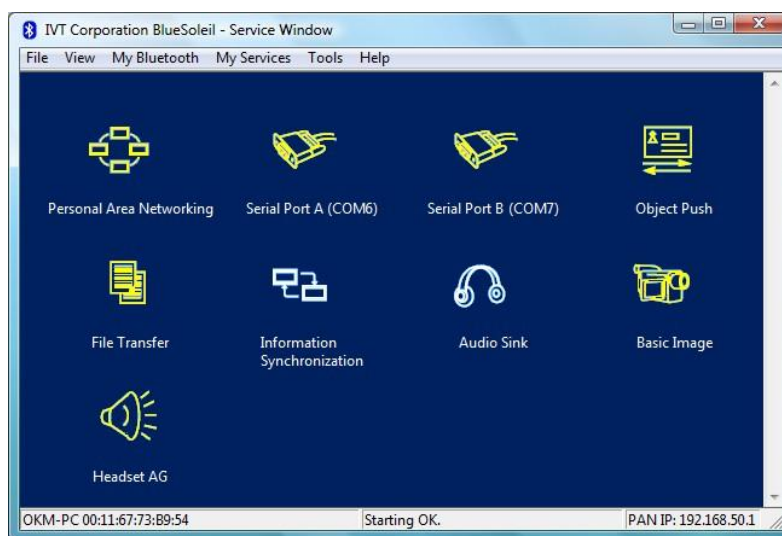 IVT Corporation BlueSoleil - Service Window
File View My Bluetooth My Services Tools Help
Personal Area Networking Serial Port A (COM6) Serial Port B (COM7) Object Push
File Transfer Information Audio Sink Basic Image
Synchronization
Headset AG
OKM-PC 00:11:67:73:B9:54 Starting OK. PAN IP: 192.168.50.1